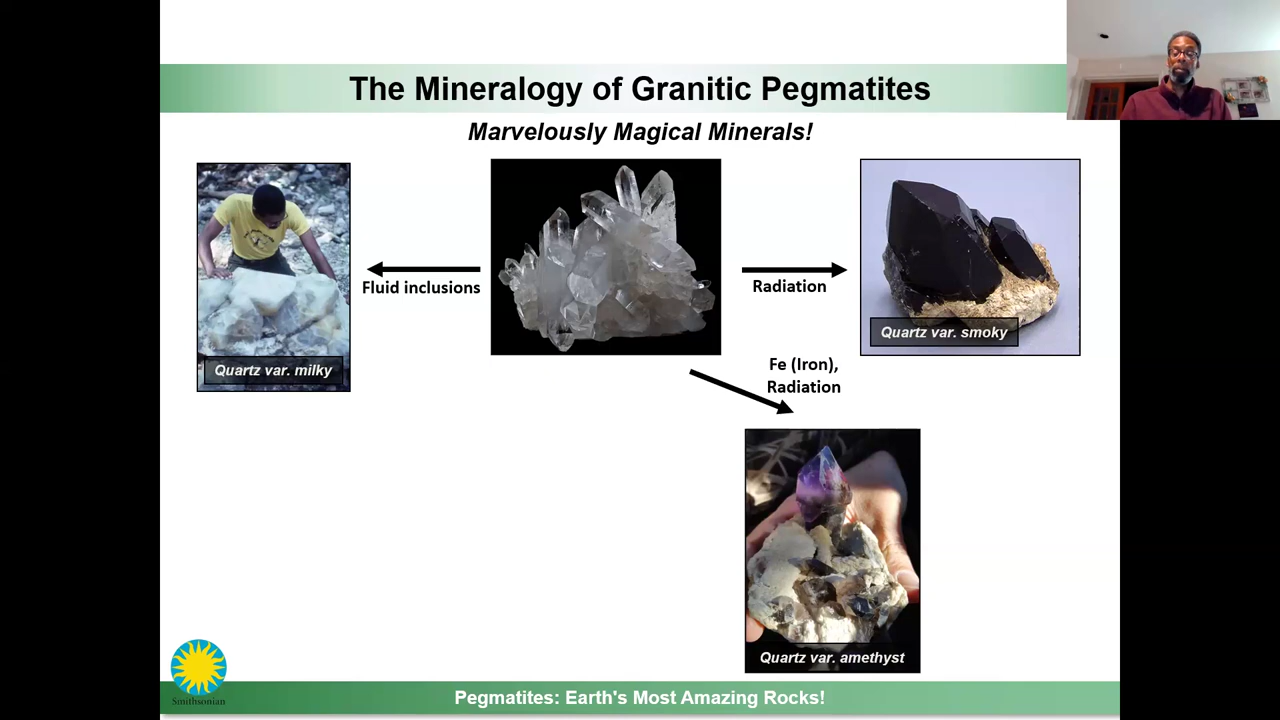 The Mineralogy of Granitic Pegmatites
Marvelously Magical Minerals!
Fluid inclusions
Radiation
Quartz var. smoky
Quartz var. milky
Fe (Iron),
Radiation
Quartz var. amethyst
Smithsonian
Pegmatites: Earth's Most Amazing Rocks!